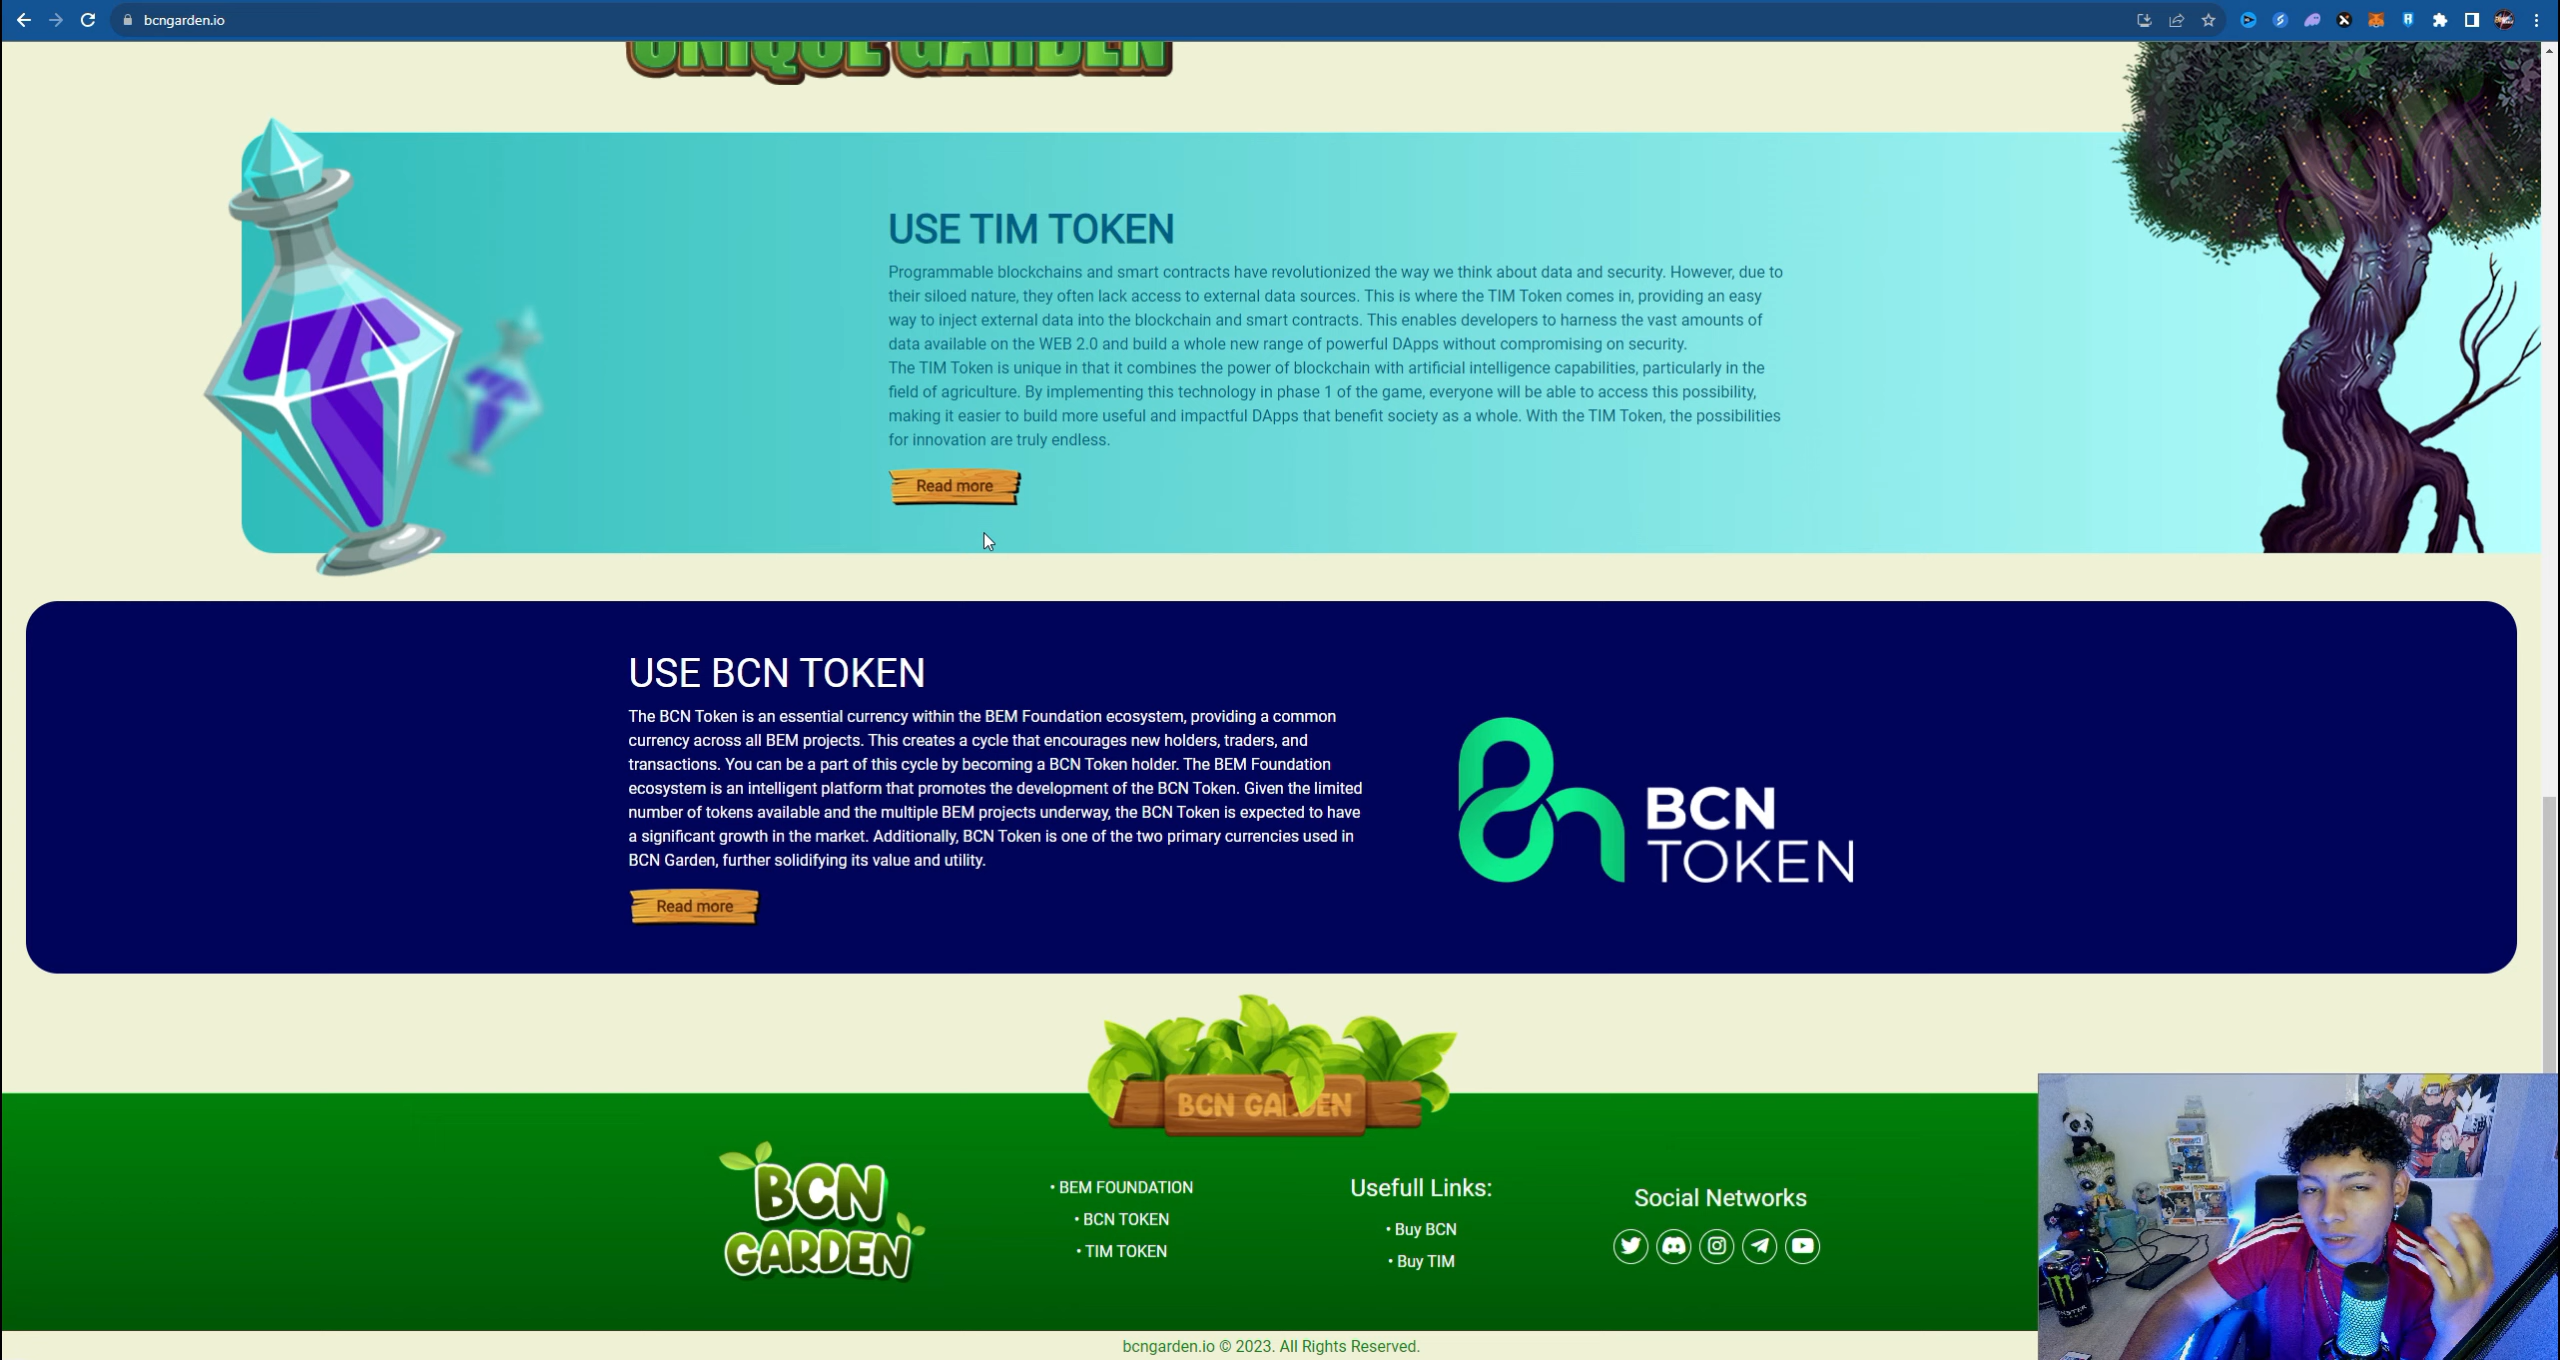 bcngarden.io
UNIQUE GARDEN
USE TIM TOKEN
Programmable blockchains and smart contracts have revolutionized the way we think about data and security. However, due to
their siloed nature, they often lack access to external data sources. This is where the TIM Token comes in, providing an easy
way to inject external data into the blockchain and smart contracts. This enables developers to harness the vast amounts of
data available on the WEB 2.0 and build a whole new range of powerful DApps without compromising on security.
The TIM Token is unique in that it combines the power of blockchain with artificial intelligence capabilities, particularly in the
field of agriculture. By implementing this technology in phase 1 of the game, everyone will be able to access this possibility,
making it easier to build more useful and impactful DApps that benefit society as a whole. With the TIM Token, the possibilities
for innovation are truly endless.
Read more
USE BCN TOKEN
The BCN Token is an essential currency within the BEM Foundation ecosystem, providing a common
currency across all BEM projects. This creates a cycle that encourages new holders, traders, and
transactions. You can be a part of this cycle by becoming a BCN Token holder. The BEM Foundation
ecosystem is an intelligent platform that promotes the development of the BCN Token. Given the limited
number of tokens available and the multiple BEM projects underway, the BCN Token is expected to have
a significant growth in the market. Additionally, BCN Token is one of the two primary currencies used in
BCN Garden, further solidifying its value and utility.
Read more
BCN
TOKEN
BCN GARDEN
BCN
GARDEN
• BEM FOUNDATION
• BCN TOKEN
• TIM TOKEN
Usefull Links:
• Buy BCN
• Buy TIM
Social Networks
MONSTER
bcngarden.io © 2023. All Rights Reserved.